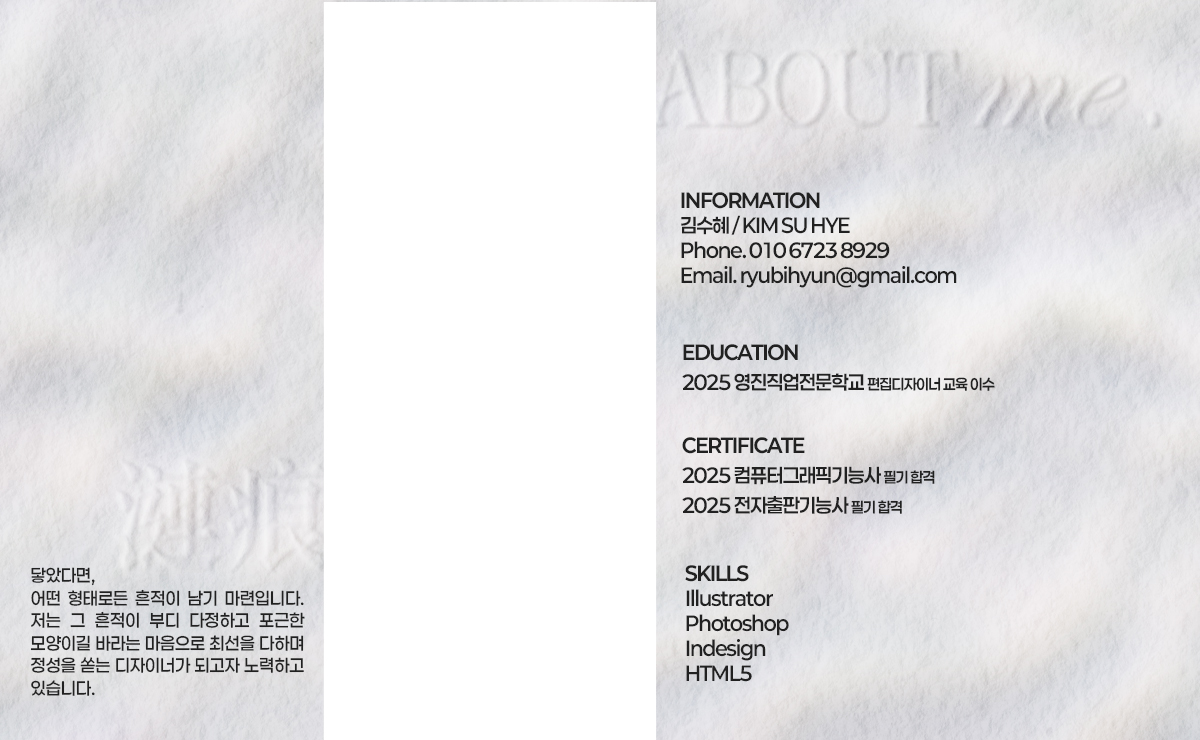 ABOUT me .
INFORMATION
김수혜 / KIM SU HYE
Phone. 010 6723 8929
Email. ryubihyun@gmail.com
EDUCATION
2025 영진직업전문학교 편집디자이너 교육 이수
CERTIFICATE
2025 컴퓨터그래픽기능사 필기 합격
2025 전자출판기능사 필기 합격
SKILLS
Illustrator
Photoshop
Indesign
HTML5
닿았다면,
어떤 형태로든 흔적이 남기 마련입니다.
저는 그 흔적이 부디 다정하고 포근한
모양이길 바라는 마음으로 최선을 다하며
정성을 쏟는 디자이너가 되고자 노력하고
있습니다.